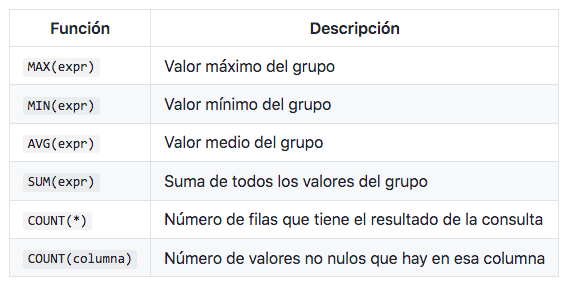 Función Descripción
MAX(expr) Valor máximo del grupo
MIN(expr) Valor mínimo del grupo
AVG(expr) Valor medio del grupo
SUM(expr) Suma de todos los valores del grupo
COUNT(*) Número de filas que tiene el resultado de la consulta
COUNT(columna) Número de valores no nulos que hay en esa columna